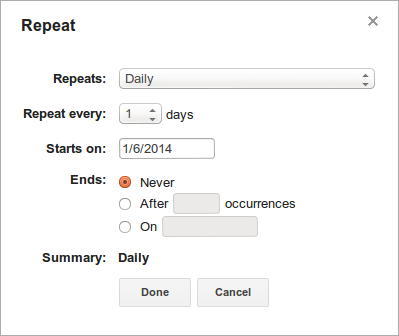 Repeat
Repeats: Daily
Repeat every: 1 days
Starts on: 1/6/2014
Ends: Never
After occurrences
On
Summary: Daily
Done Cancel